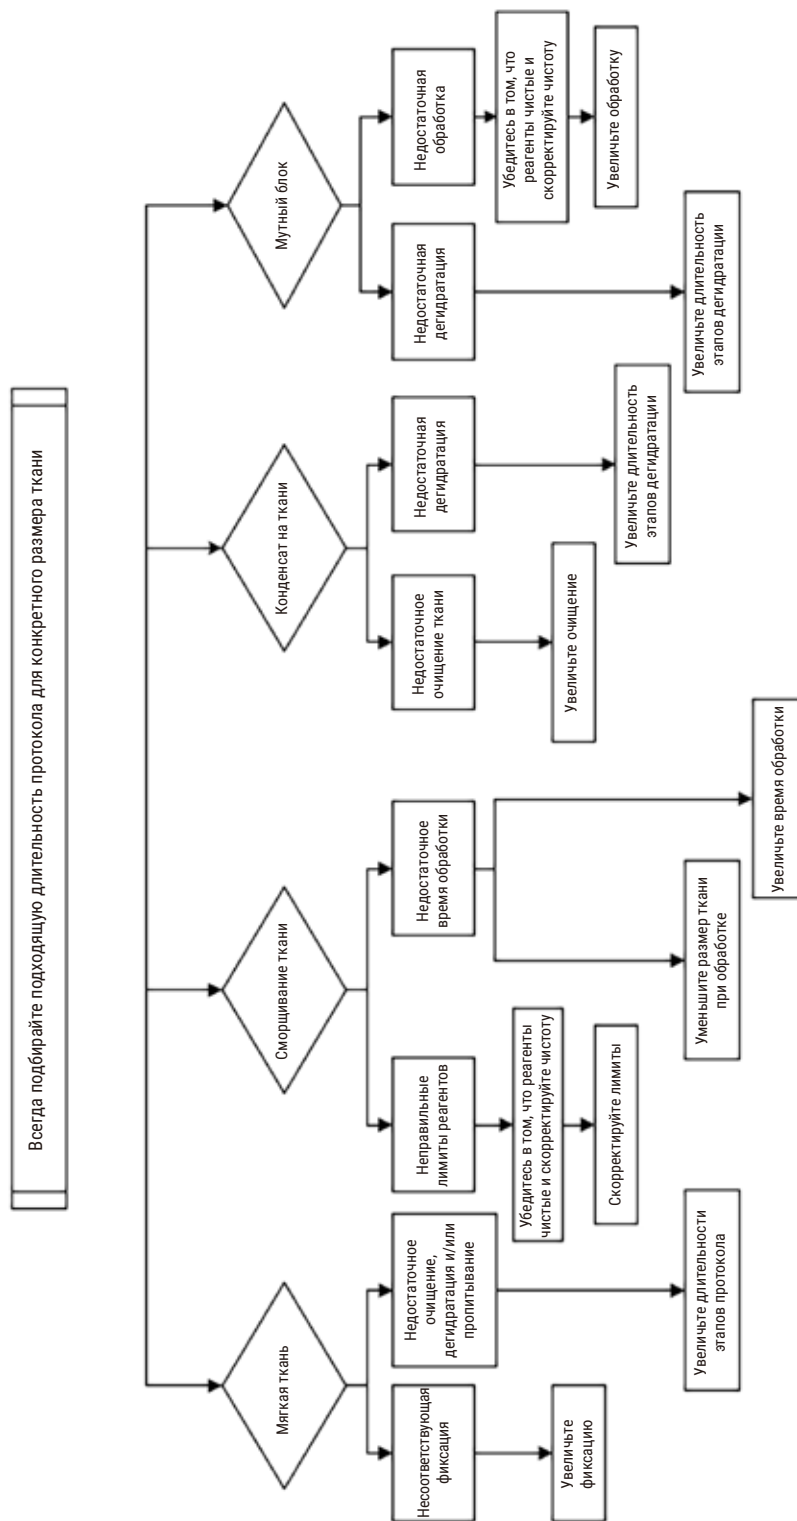 Всегда подбирайте подходящую длительность протокола для конкретного размера ткани
Мягкая ткань
Сморщивание ткани
Конденсат на ткани
Мутный блок
Несоответствующая
фиксация
Недостаточное
очищение,
дегидратация и/или
пропитывание
Неправильные
лимиты реагентов
Недостаточное
время обработки
Недостаточное
очищение ткани
Недостаточная
дегидратация
Недостаточная
дегидратация
Недостаточная
обработка
Увеличьте
фиксацию
Убедитесь в том, что реагенты
чистые и скорректируйте чистоту
Увеличьте очищение
Убедитесь в том, что
реагенты чистые и
скорректируйте чистоту
Скорректируйте лимиты
Увеличьте длительность
этапов дегидратации
Увеличьте обработку
Увеличьте длительности
этапов протокола
Уменьшите размер ткани
при обработке
Увеличьте длительность
этапов дегидратации
Увеличьте время обработки